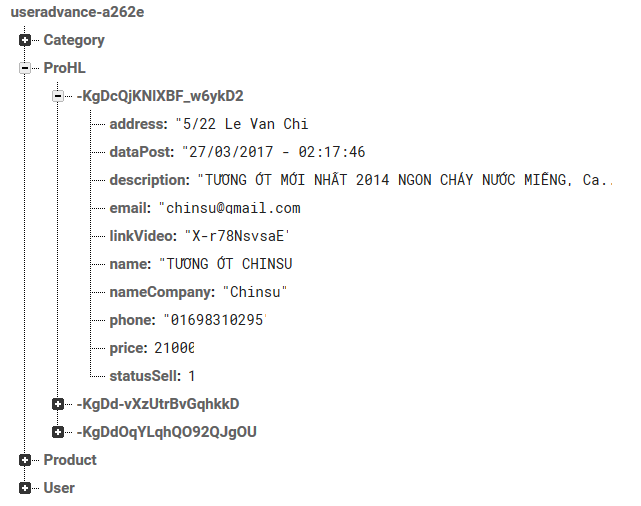 useradvance-a262e
Category
ProHL
-KgDcQjKNIXBF_w6ykD2
address: "5/22 Le Van Chi
dataPost: "27/03/2017 - 02:17:46
description: "TƯƠNG ỚT MỚI NHẤT 2014 NGON CHÁY NƯỚC MIẾNG, Ca...
email: "chinsu@gmail.com
linkVideo: "X-r78NsvsaE"
name: "TƯƠNG ỚT CHINSU
nameCompany: "Chinsu"
phone: "01698310295"
price: 21000
statusSell: 1
-KgDd-vXzUtrBvGqhkkD
-KgDdOqYLqhQO92QJgOU
Product
User